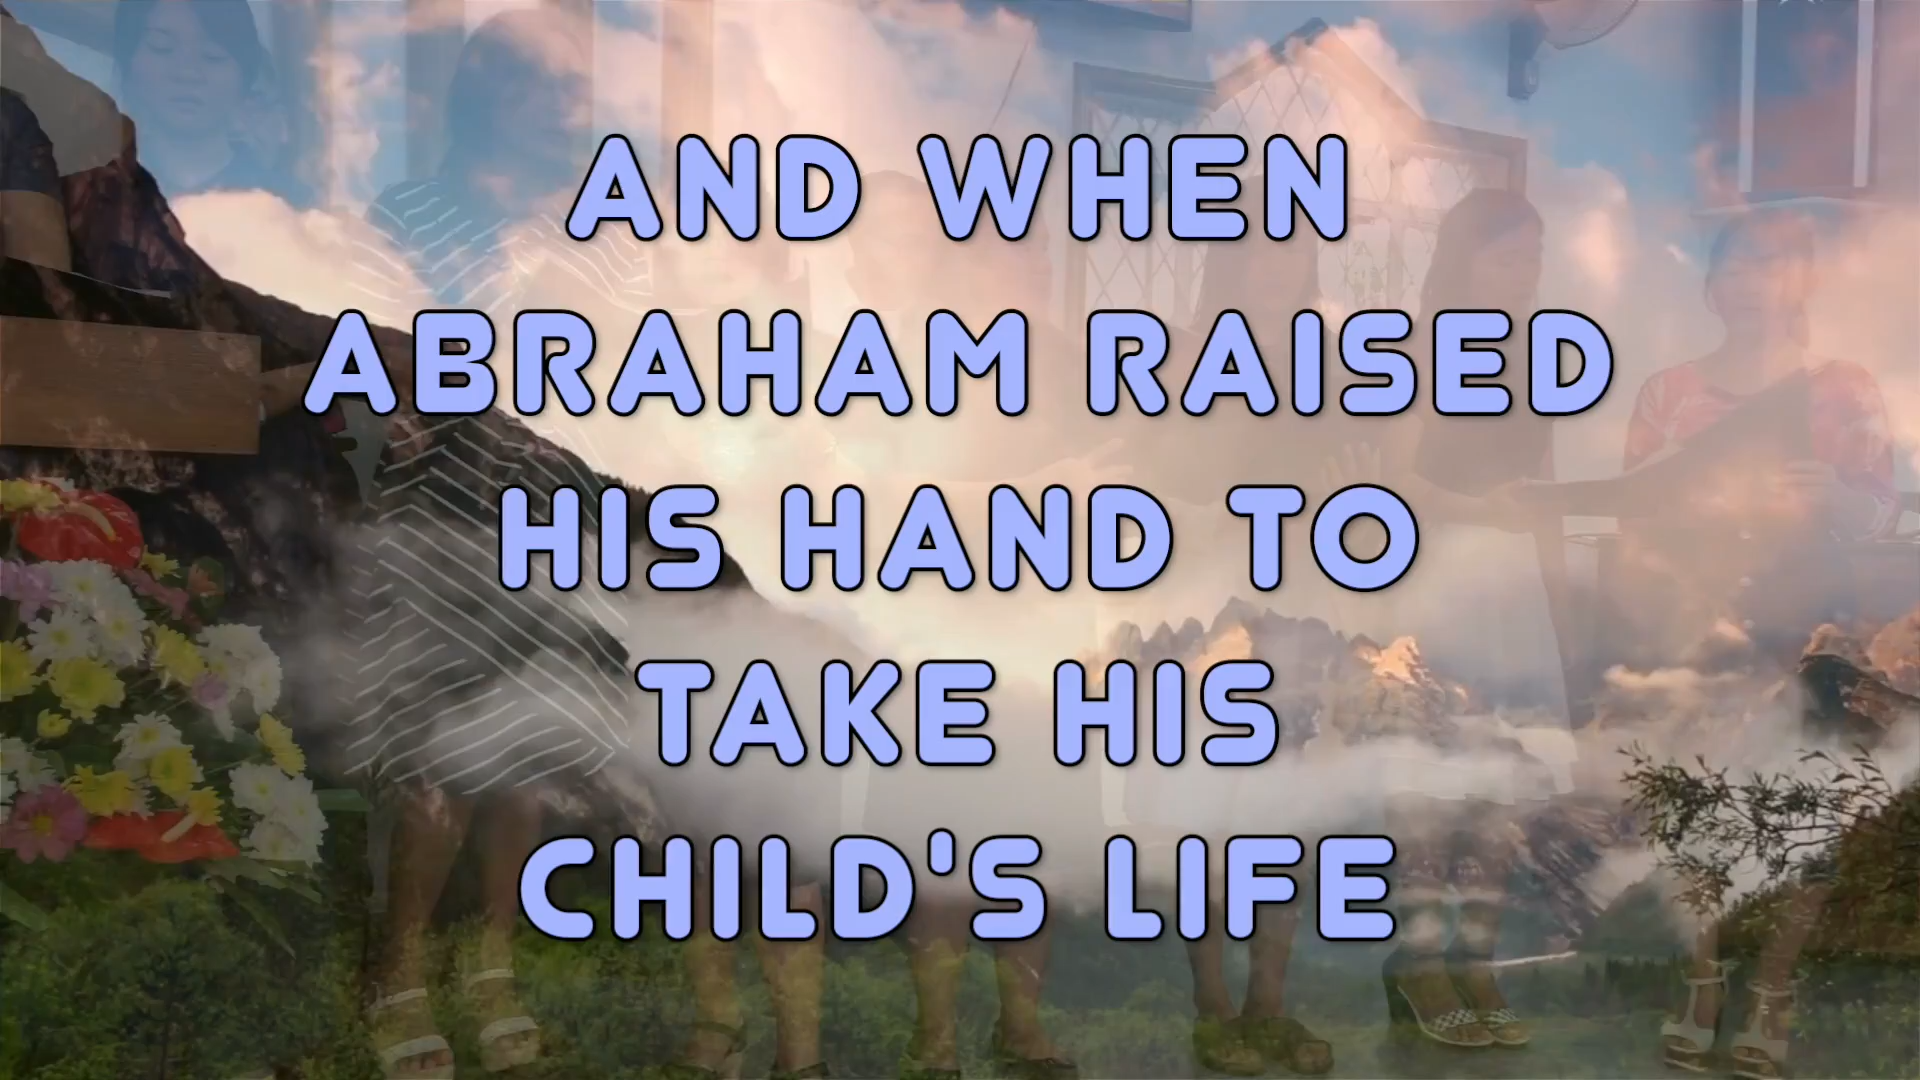 AND WHEN
ABRAHAM RAISED
HIS HAND TO
TAKE HIS
CHILD'S LIFE